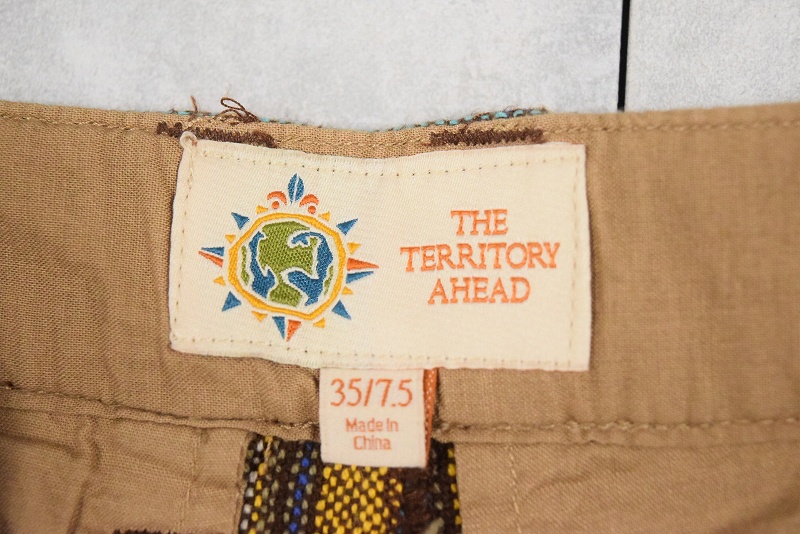 THE
TERRITORY
AHEAD
35/7.5
Made in
China